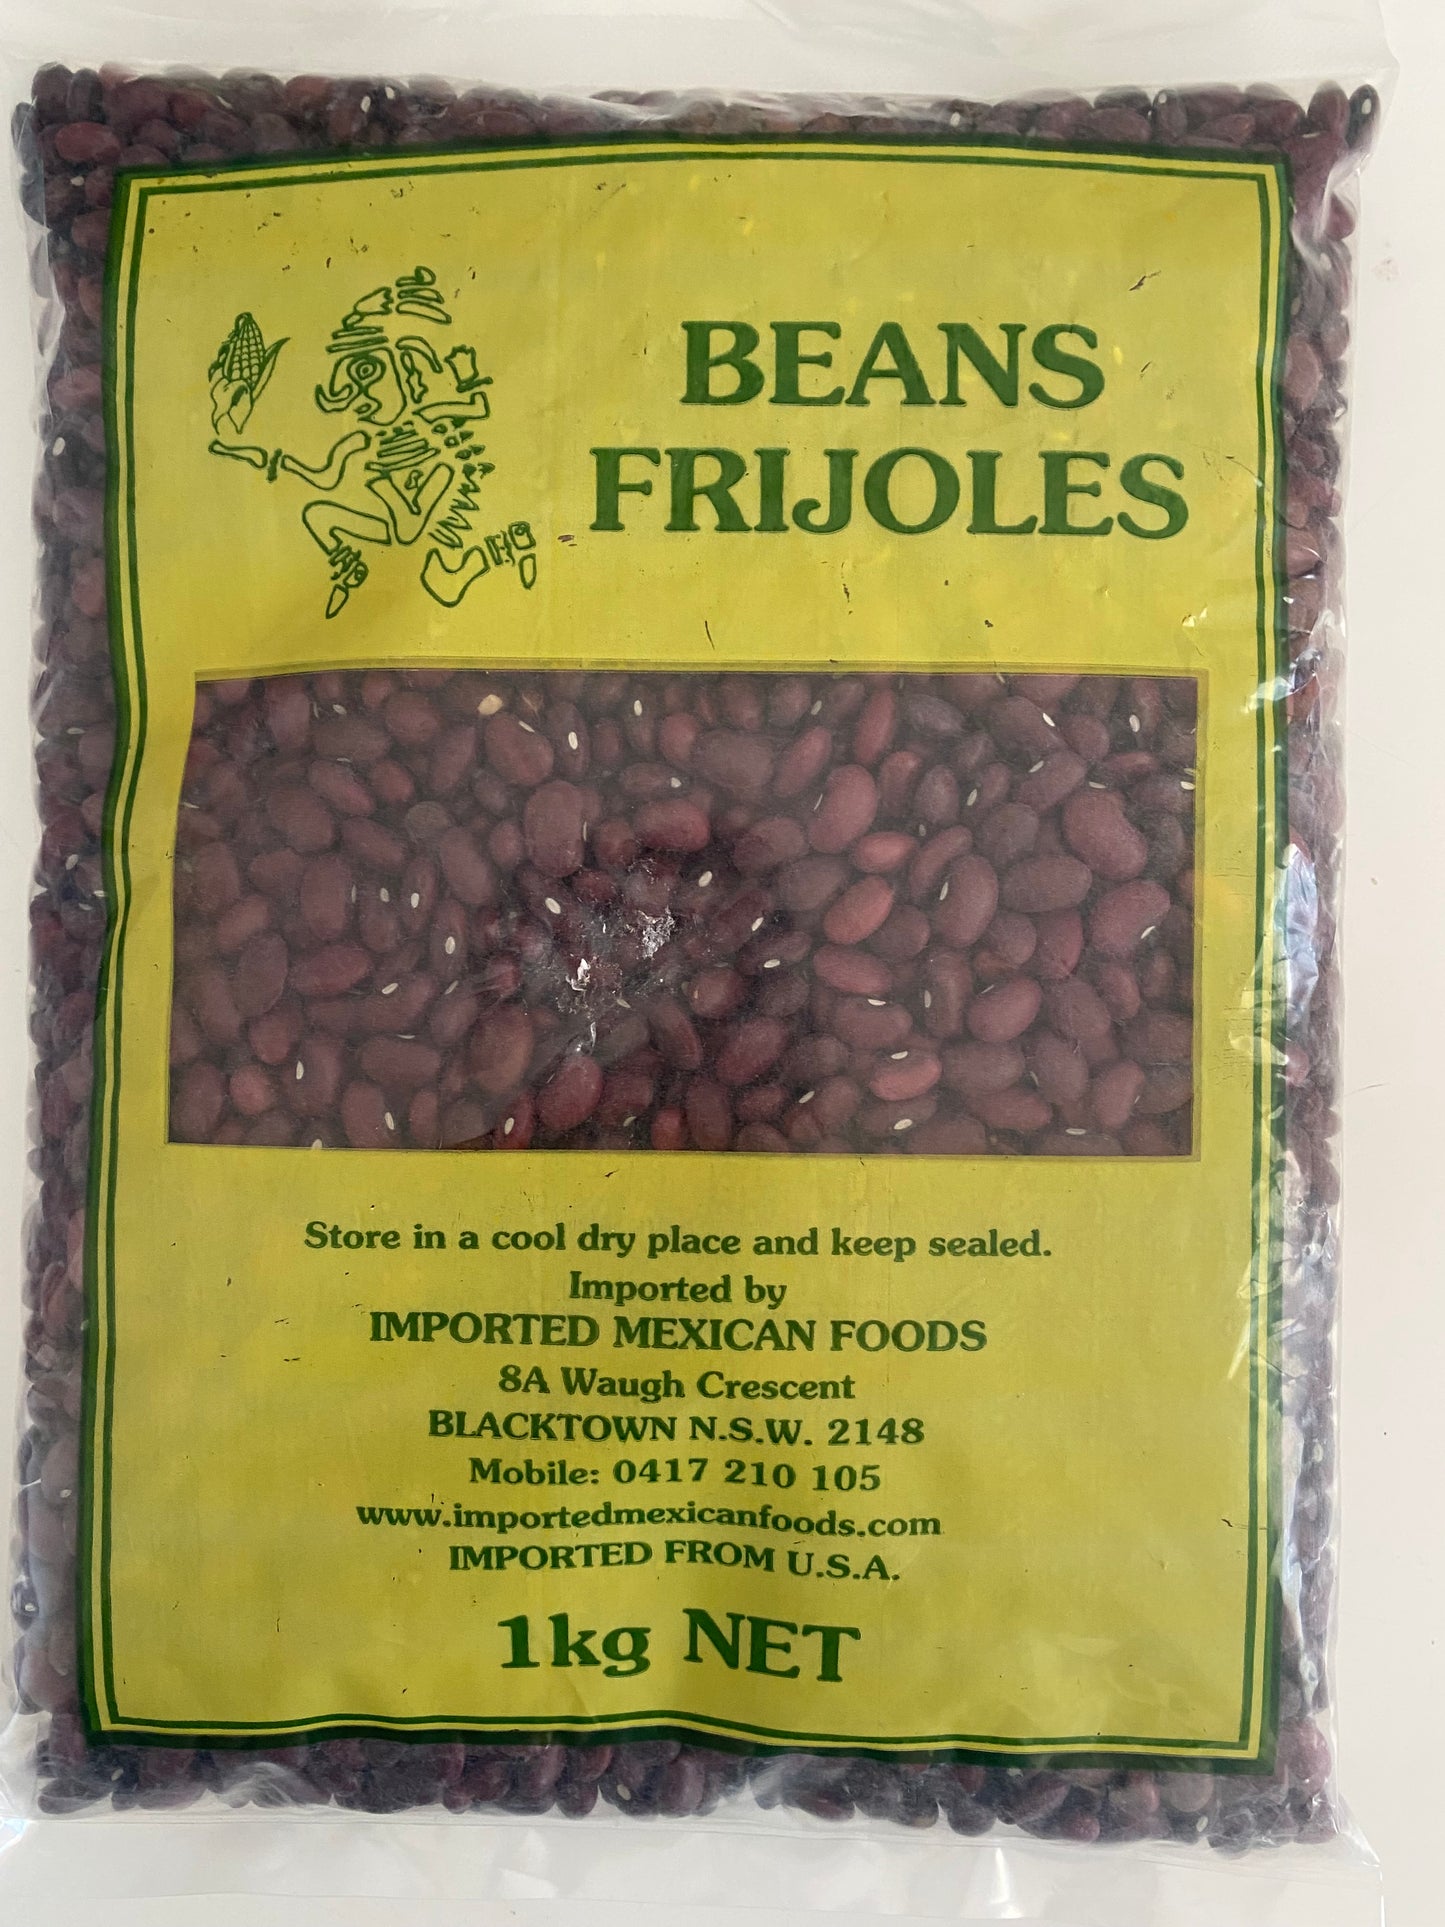 BEANS
FRIJOLES
Store in a cool dry place and keep sealed.
Imported by
IMPORTED MEXICAN FOODS
8A Waugh Crescent
BLACKTOWN N.S.W. 2148
Mobile: 0417 210 105
www.importedmexicanfoods.com
IMPORTED FROM U.S.A.
1kg NET